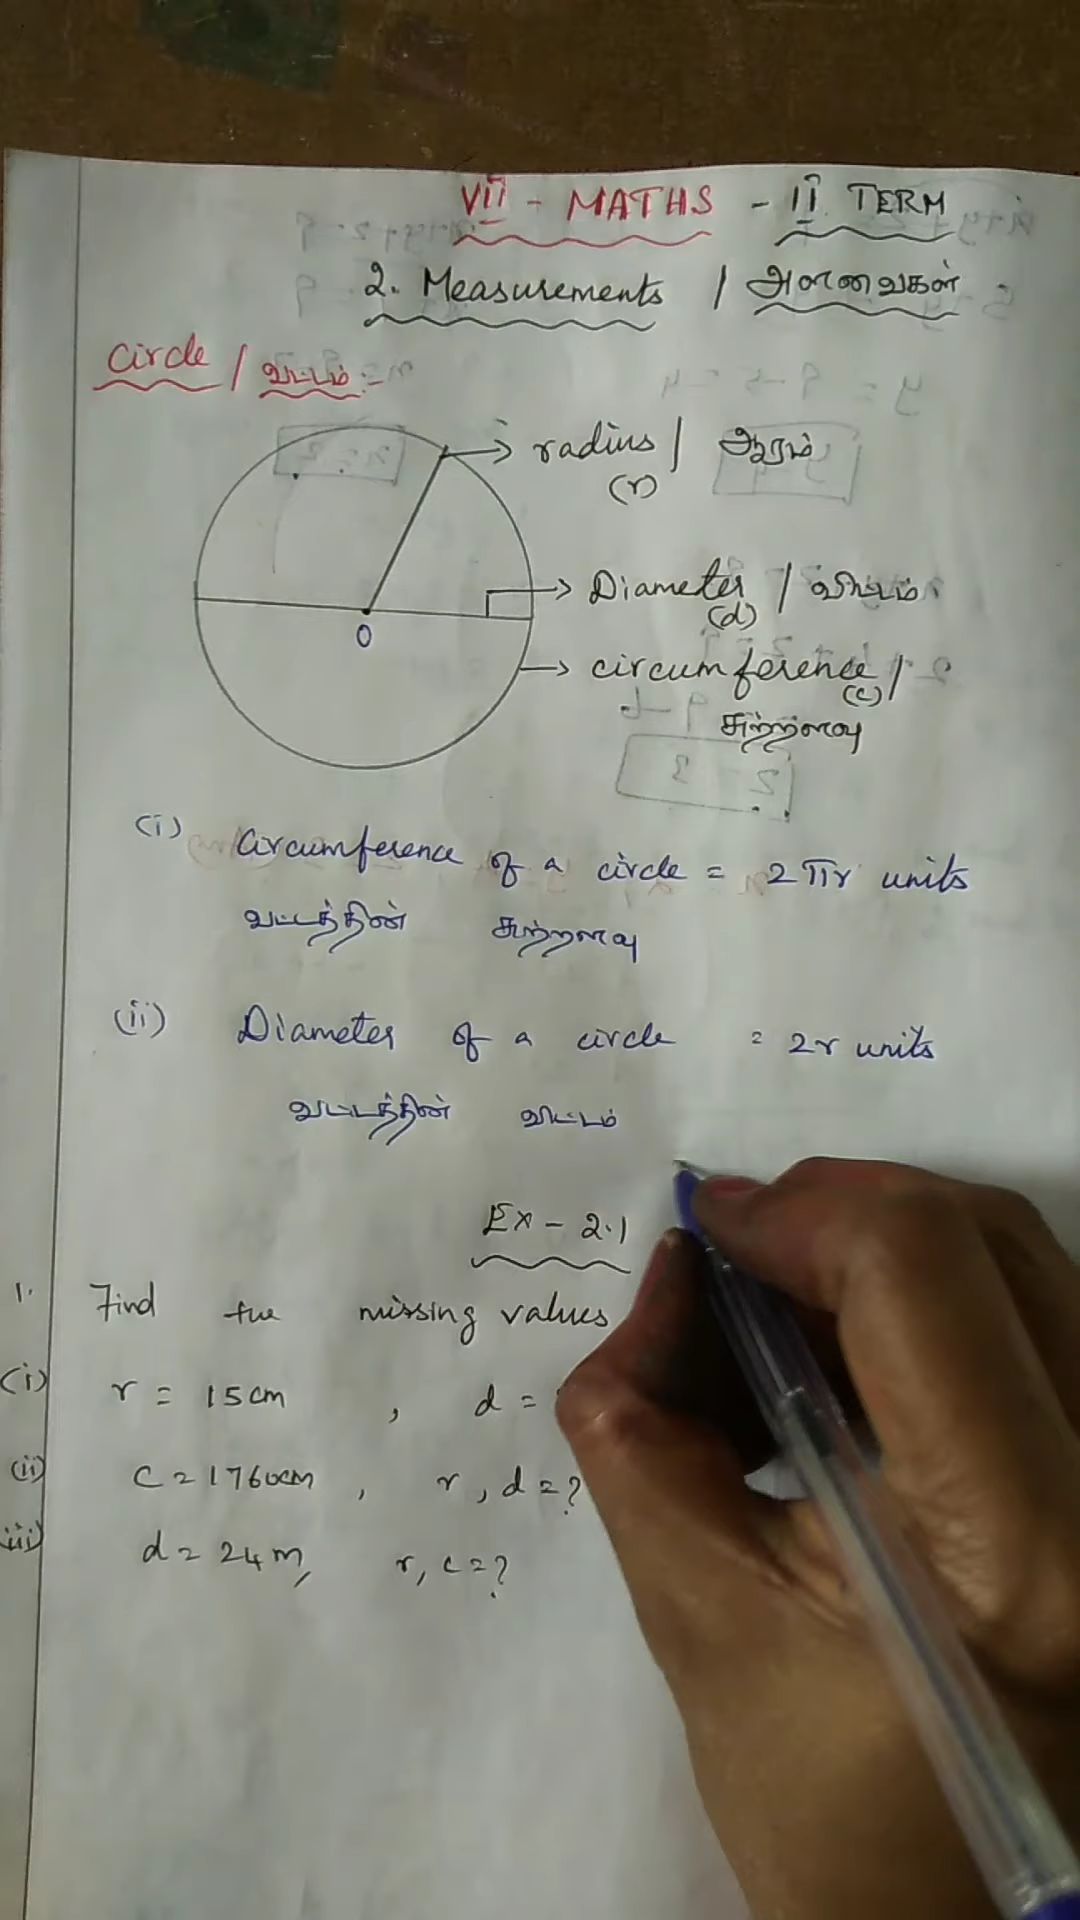 VII - MATHS - II TERM
2. Measurements / அளவைகள்
Circle / வட்டம் :-
radius / ஆரம்
(r)
Diameter / விட்டம்
(d)
O
circumference /
(c)
சுற்றளவு
(i) Circumference of a circle = 2πr units
வட்டத்தின் சுற்றளவு
(ii) Diameter of a circle = 2r units
வட்டத்தின் விட்டம்
Ex - 2.1
1. Find the missing values
(i) r = 15cm , d =
(ii) C = 1760cm , r, d = ?
(iii) d = 24 m, r, c = ?